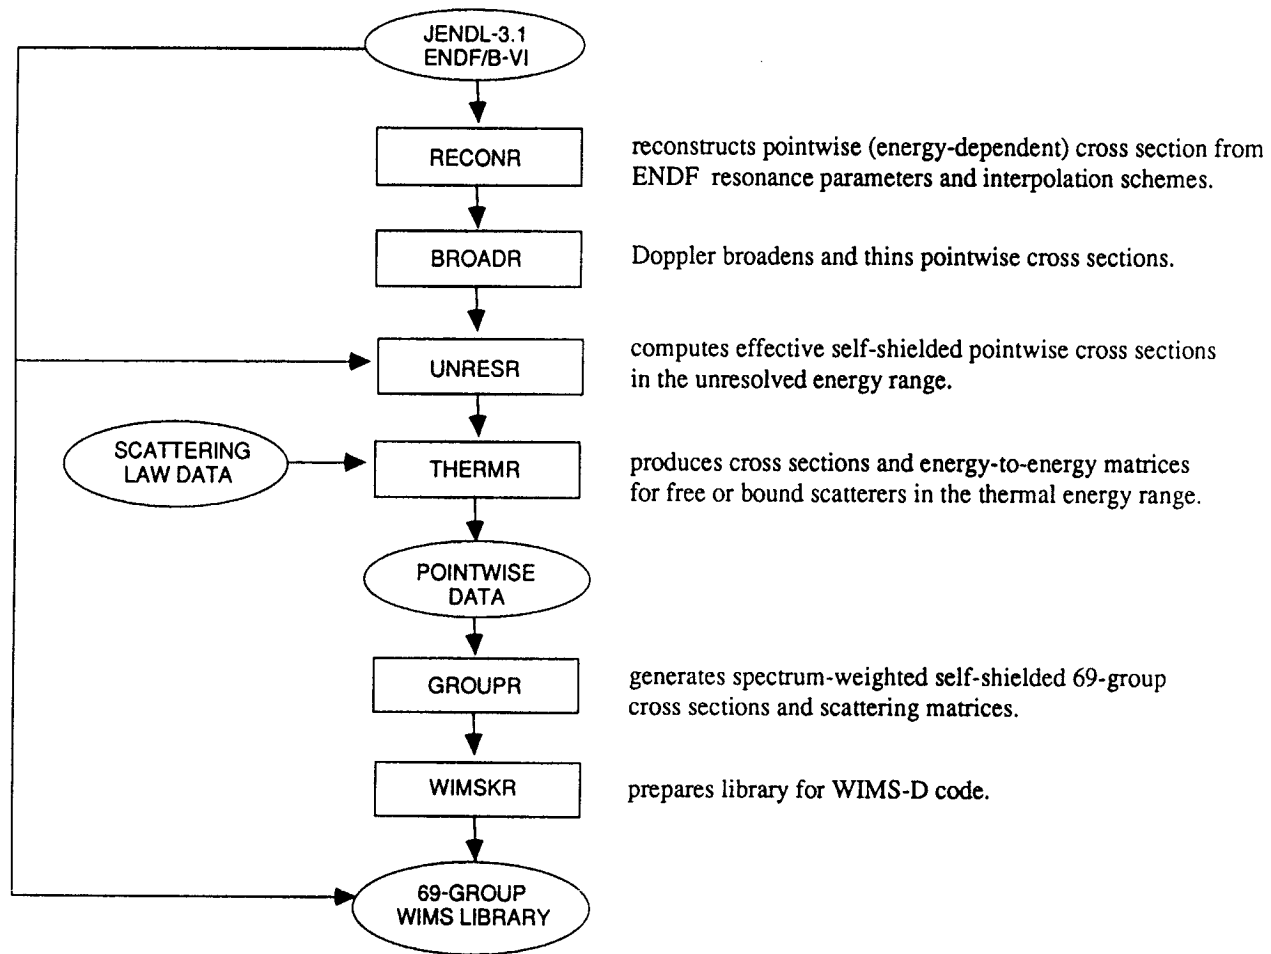 JENDL-3.1
ENDF/B-VI
RECONR
reconstructs pointwise (energy-dependent) cross section from
ENDF resonance parameters and interpolation schemes.
BROADR
Doppler broadens and thins pointwise cross sections.
UNRESR
computes effective self-shielded pointwise cross sections
in the unresolved energy range.
SCATTERING
LAW DATA
THERMR
produces cross sections and energy-to-energy matrices
for free or bound scatterers in the thermal energy range.
POINTWISE
DATA
GROUPR
generates spectrum-weighted self-shielded 69-group
cross sections and scattering matrices.
WIMSKR
prepares library for WIMS-D code.
69-GROUP
WIMS LIBRARY